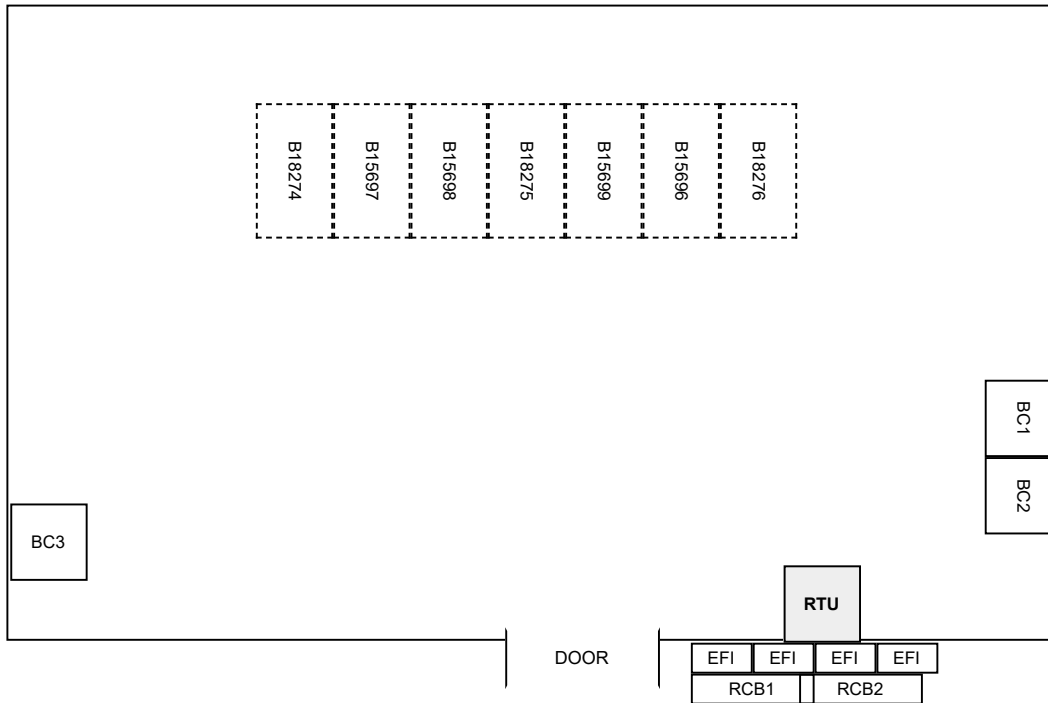 B18274
B15697
B15698
B18275
B15699
B15696
B18276
BC1
BC2
BC3
RTU
DOOR
EFI
EFI
EFI
EFI
RCB1
RCB2